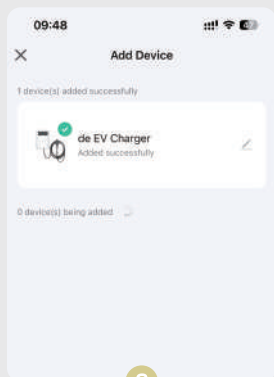 09:48
Add Device
1 device(s) added successfully
de EV Charger
Added successfully
0 device(s) being added